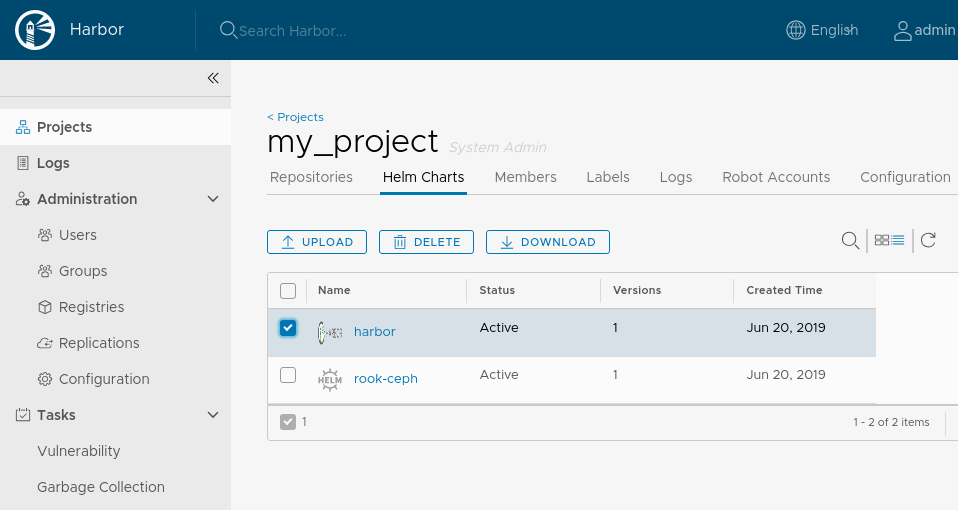 Harbor
Search Harbor...
English
admin
Projects
Logs
Administration
Users
Groups
Registries
Replications
Configuration
Tasks
Vulnerability
Garbage Collection
< Projects
my_project System Admin
Repositories Helm Charts Members Labels Logs Robot Accounts Configuration
UPLOAD DELETE DOWNLOAD
Name Status Versions Created Time
harbor Active 1 Jun 20, 2019
HELM rook-ceph Active 1 Jun 20, 2019
1 1 - 2 of 2 items